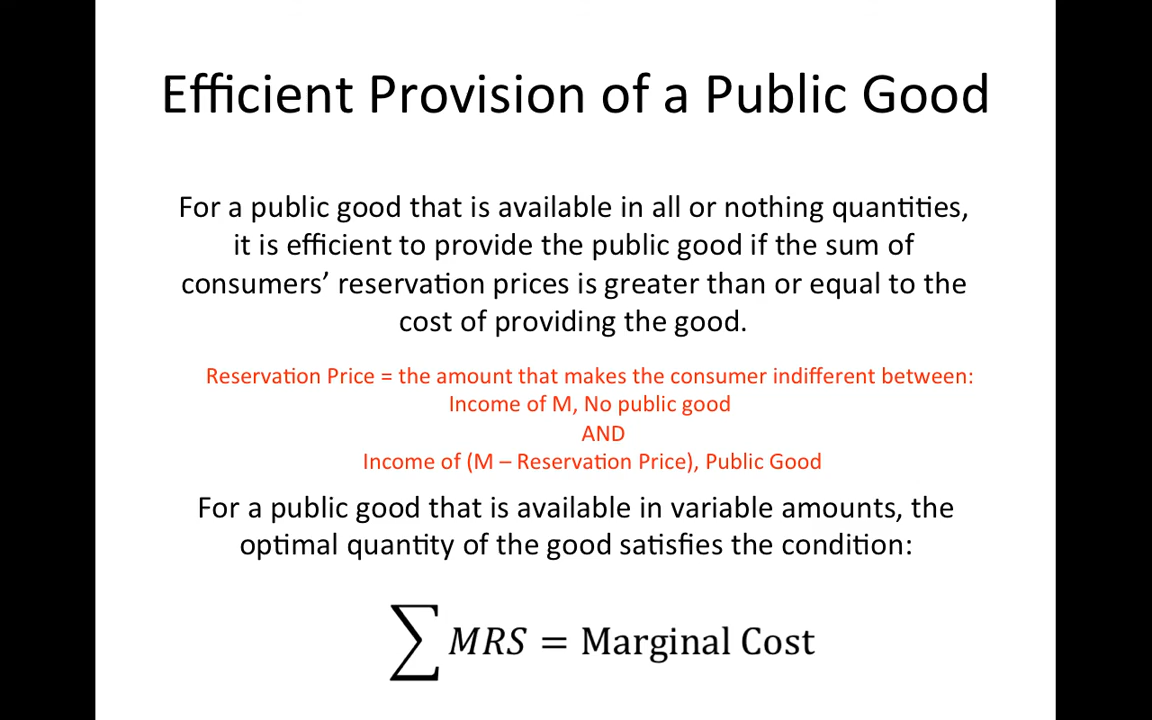 Efficient Provision of a Public Good
For a public good that is available in all or nothing quantities,
it is efficient to provide the public good if the sum of
consumers’ reservation prices is greater than or equal to the
cost of providing the good.
Reservation Price = the amount that makes the consumer indifferent between:
Income of M, No public good
AND
Income of (M – Reservation Price), Public Good
For a public good that is available in variable amounts, the
optimal quantity of the good satisfies the condition:
∑ MRS = Marginal Cost